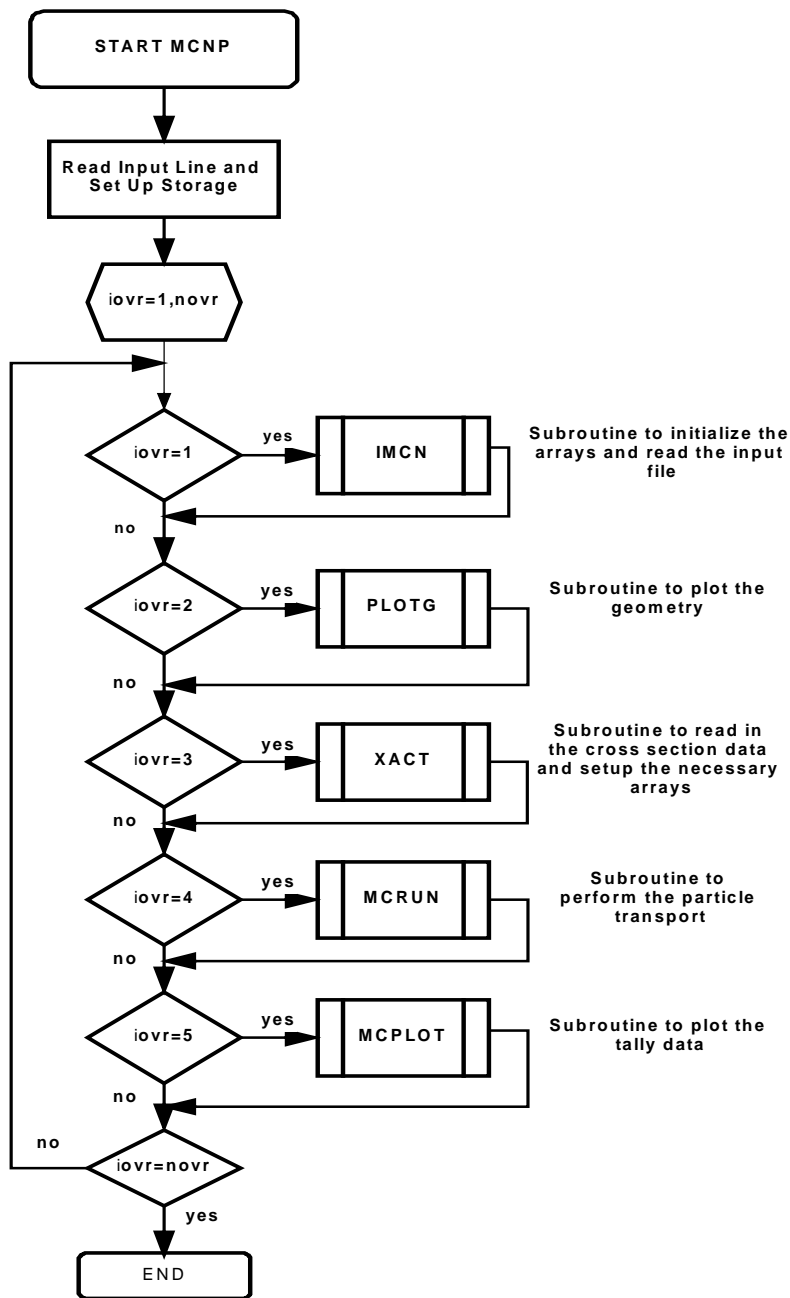 START MCNP
Read Input Line and
Set Up Storage
iovr=1,novr
iovr=1
yes
IMCN
Subroutine to initialize the
arrays and read the input
file
no
iovr=2
yes
PLOTG
Subroutine to plot the
geometry
no
iovr=3
yes
XACT
Subroutine to read in
the cross section data
and setup the necessary
arrays
no
iovr=4
yes
MCRUN
Subroutine to
perform the particle
transport
no
iovr=5
yes
MCPLOT
Subroutine to plot the
tally data
no
iovr=novr
no
yes
END